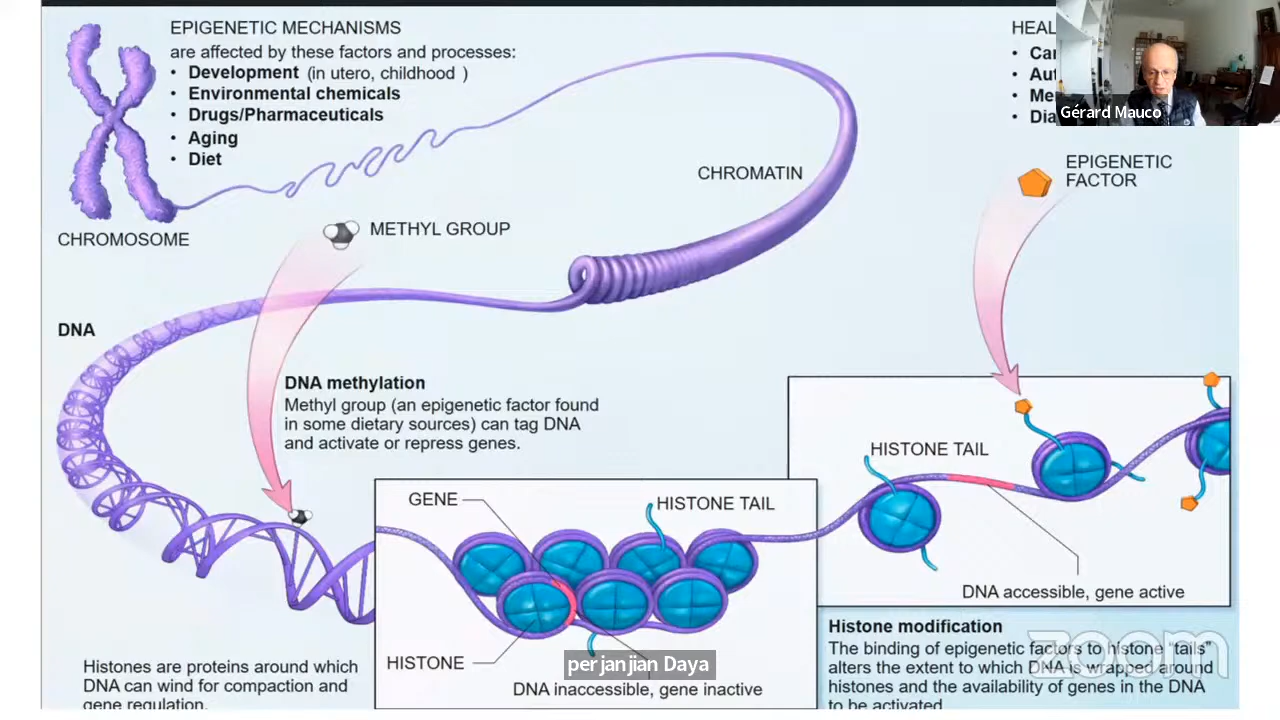 EPIGENETIC MECHANISMS
are affected by these factors and processes:
• Development (in utero, childhood )
• Environmental chemicals
• Drugs/Pharmaceuticals
• Aging
• Diet
CHROMOSOME
METHYL GROUP
CHROMATIN
Gérard Mauco
EPIGENETIC
FACTOR
DNA
DNA methylation
Methyl group (an epigenetic factor found
in some dietary sources) can tag DNA
and activate or repress genes.
GENE
HISTONE TAIL
HISTONE TAIL
DNA accessible, gene active
HISTONE
DNA inaccessible, gene inactive
Histones are proteins around which
DNA can wind for compaction and
gene regulation.
Histone modification
The binding of epigenetic factors to histone "tails"
alters the extent to which DNA is wrapped around
histones and the availability of genes in the DNA
to be activated
perjanjian Daya
zoom